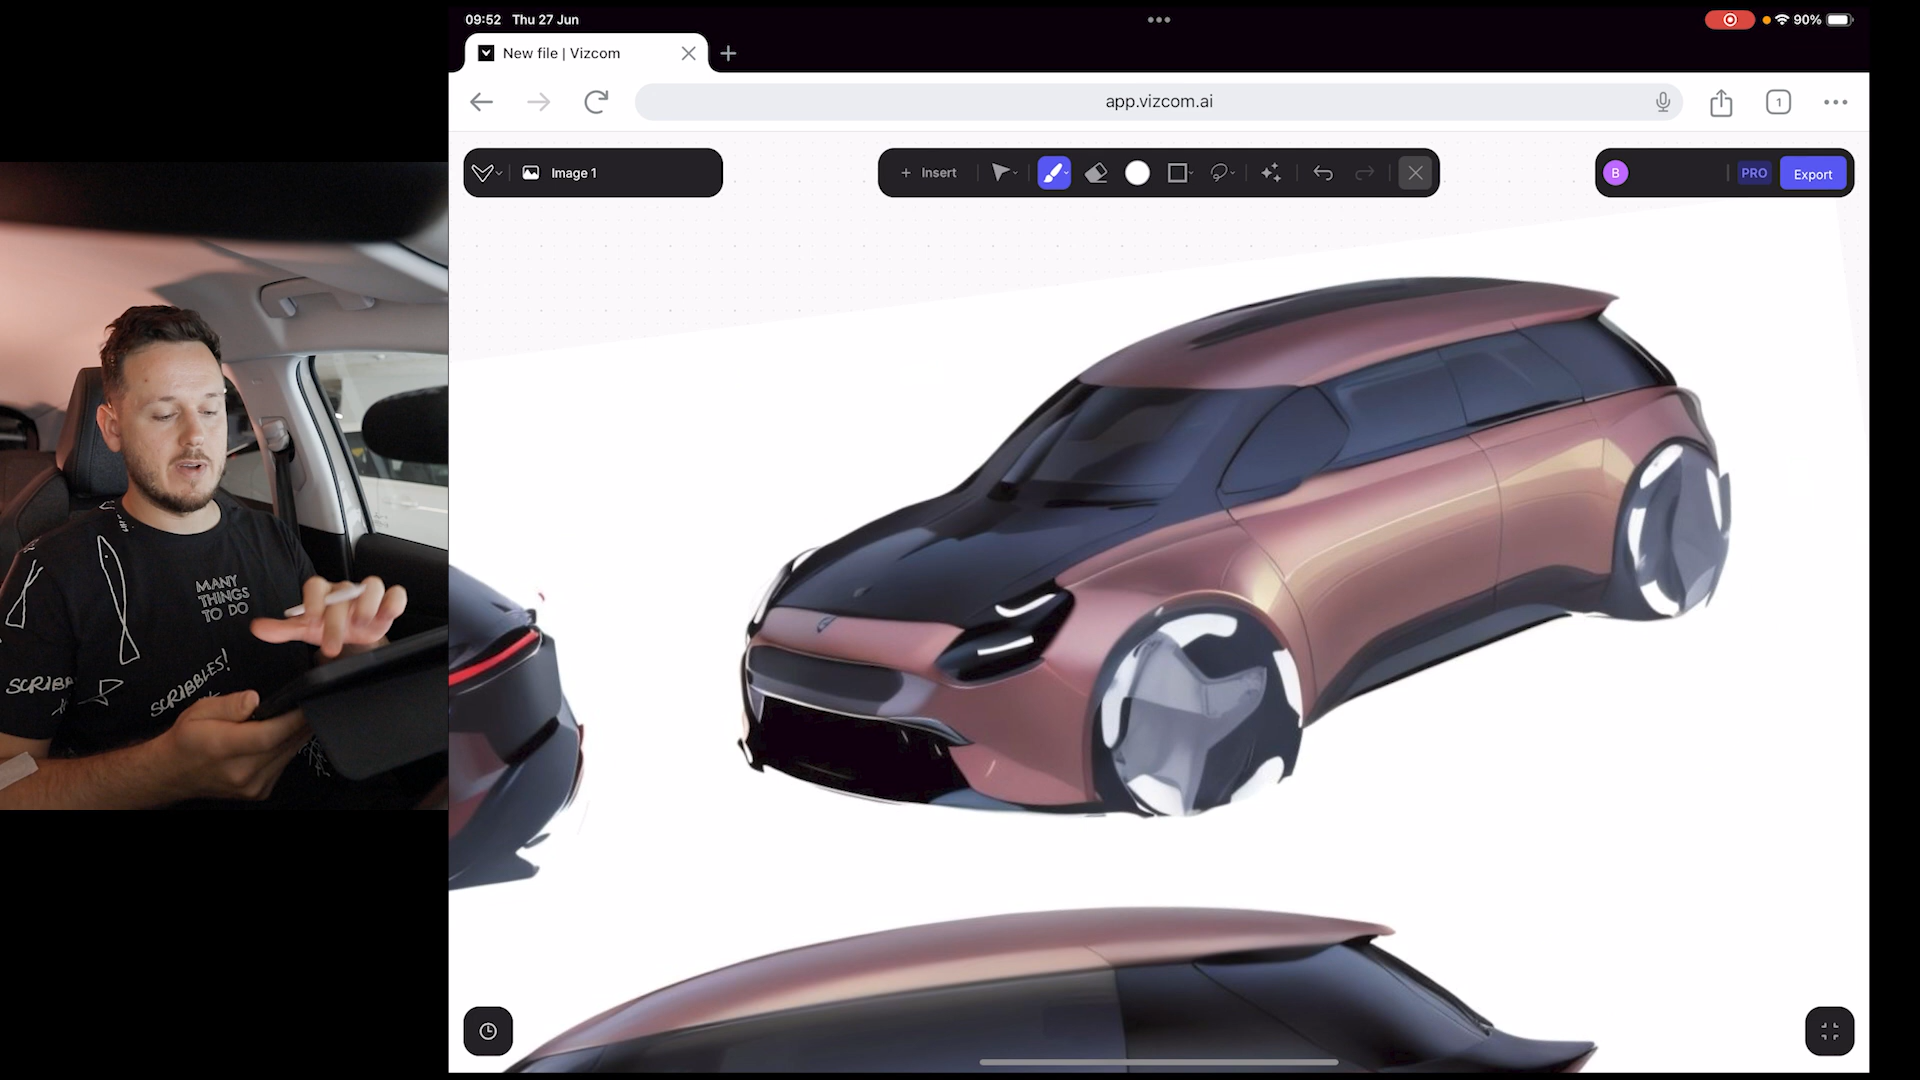 09:52 Thu 27 Jun
90%
New file | Vizcom
app.vizcom.ai
1
Image 1
Insert
B
PRO
Export
MANY
THINGS
TO DO
SCRIBBLES!